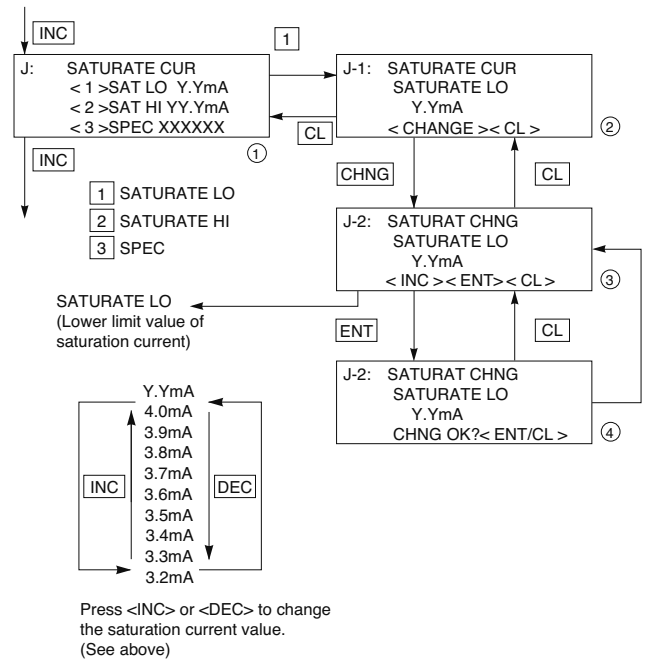 INC
1
J: SATURATE CUR
< 1 >SAT LO Y.YmA
< 2 >SAT HI YY.YmA
< 3 >SPEC XXXXXX
①
J-1: SATURATE CUR
SATURATE LO
Y.YmA
< CHANGE >< CL >
②
CL
INC
CHNG
CL
1 SATURATE LO
2 SATURATE HI
3 SPEC
J-2: SATURAT CHNG
SATURATE LO
Y.YmA
< INC >< ENT>< CL >
③
SATURATE LO
(Lower limit value of
saturation current)
ENT
CL
J-2: SATURAT CHNG
SATURATE LO
Y.YmA
CHNG OK?< ENT/CL >
④
Y.YmA
4.0mA
3.9mA
3.8mA
3.7mA
3.6mA
3.5mA
3.4mA
3.3mA
3.2mA
INC
DEC
Press <INC> or <DEC> to change
the saturation current value.
(See above)